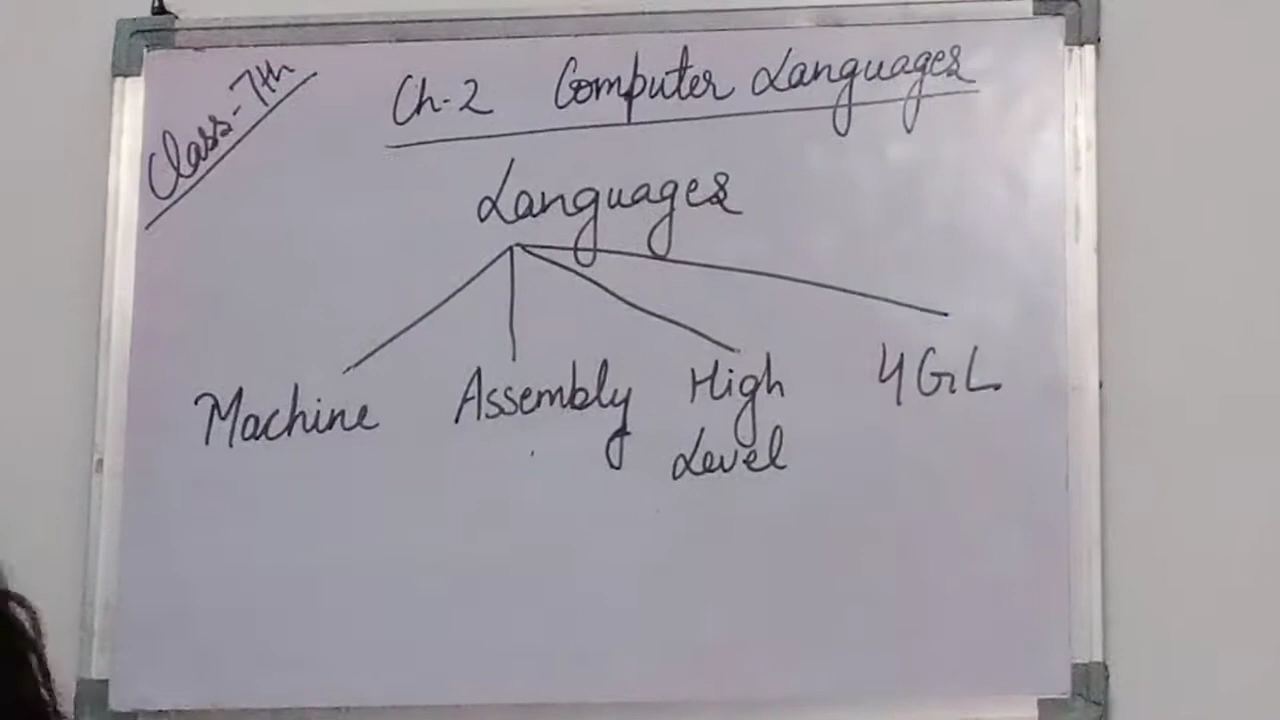 Class-7th
Ch-2 Computer Languages
Languages
Machine Assembly High Level 4GL